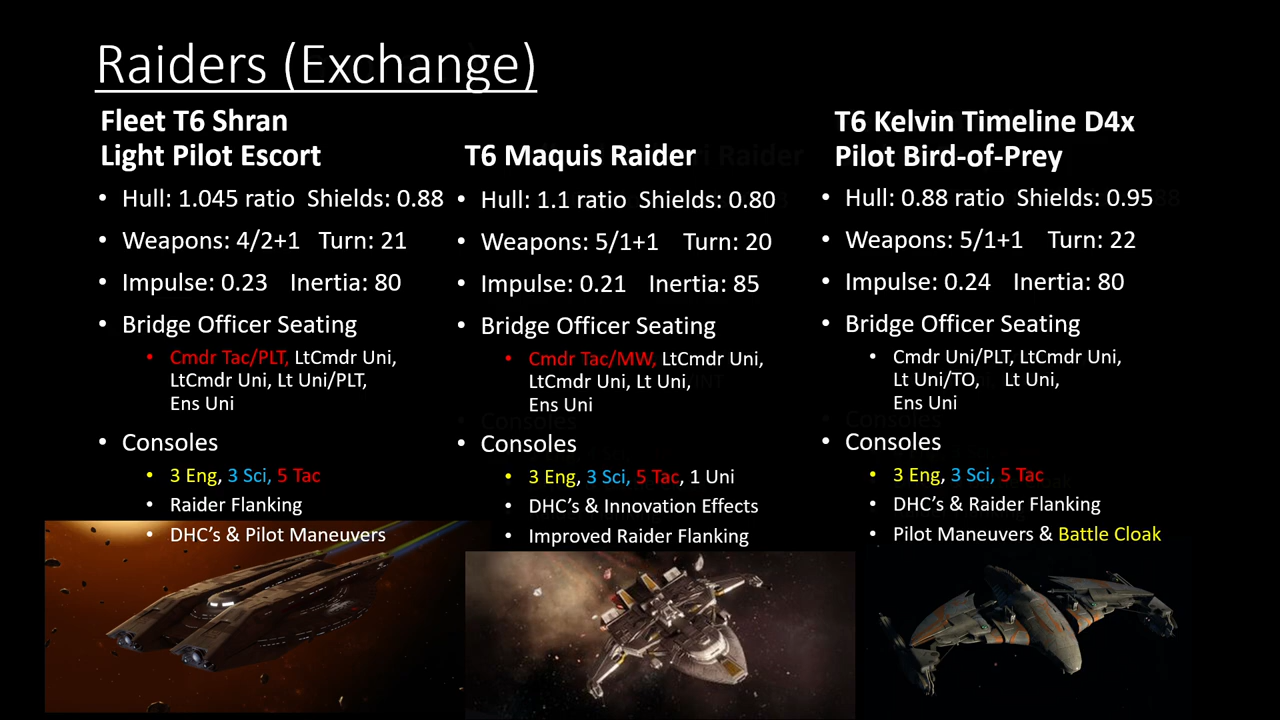 Raiders (Exchange)
Fleet T6 Shran
Light Pilot Escort
• Hull: 1.045 ratio Shields: 0.88
• Weapons: 4/2+1 Turn: 21
• Impulse: 0.23 Inertia: 80
• Bridge Officer Seating
• Cmdr Tac/PLT, LtCmdr Uni,
LtCmdr Uni, Lt Uni/PLT,
Ens Uni
• Consoles
• 3 Eng, 3 Sci, 5 Tac
• Raider Flanking
• DHC's & Pilot Maneuvers
T6 Maquis Raider
• Hull: 1.1 ratio Shields: 0.80
• Weapons: 5/1+1 Turn: 20
• Impulse: 0.21 Inertia: 85
• Bridge Officer Seating
• Cmdr Tac/MW, LtCmdr Uni,
LtCmdr Uni, Lt Uni,
Ens Uni
• Consoles
• 3 Eng, 3 Sci, 5 Tac, 1 Uni
• DHC's & Innovation Effects
• Improved Raider Flanking
T6 Kelvin Timeline D4x
Pilot Bird-of-Prey
• Hull: 0.88 ratio Shields: 0.95
• Weapons: 5/1+1 Turn: 22
• Impulse: 0.24 Inertia: 80
• Bridge Officer Seating
• Cmdr Uni/PLT, LtCmdr Uni,
Lt Uni/TO, Lt Uni,
Ens Uni
• Consoles
• 3 Eng, 3 Sci, 5 Tac
• DHC's & Raider Flanking
• Pilot Maneuvers & Battle Cloak